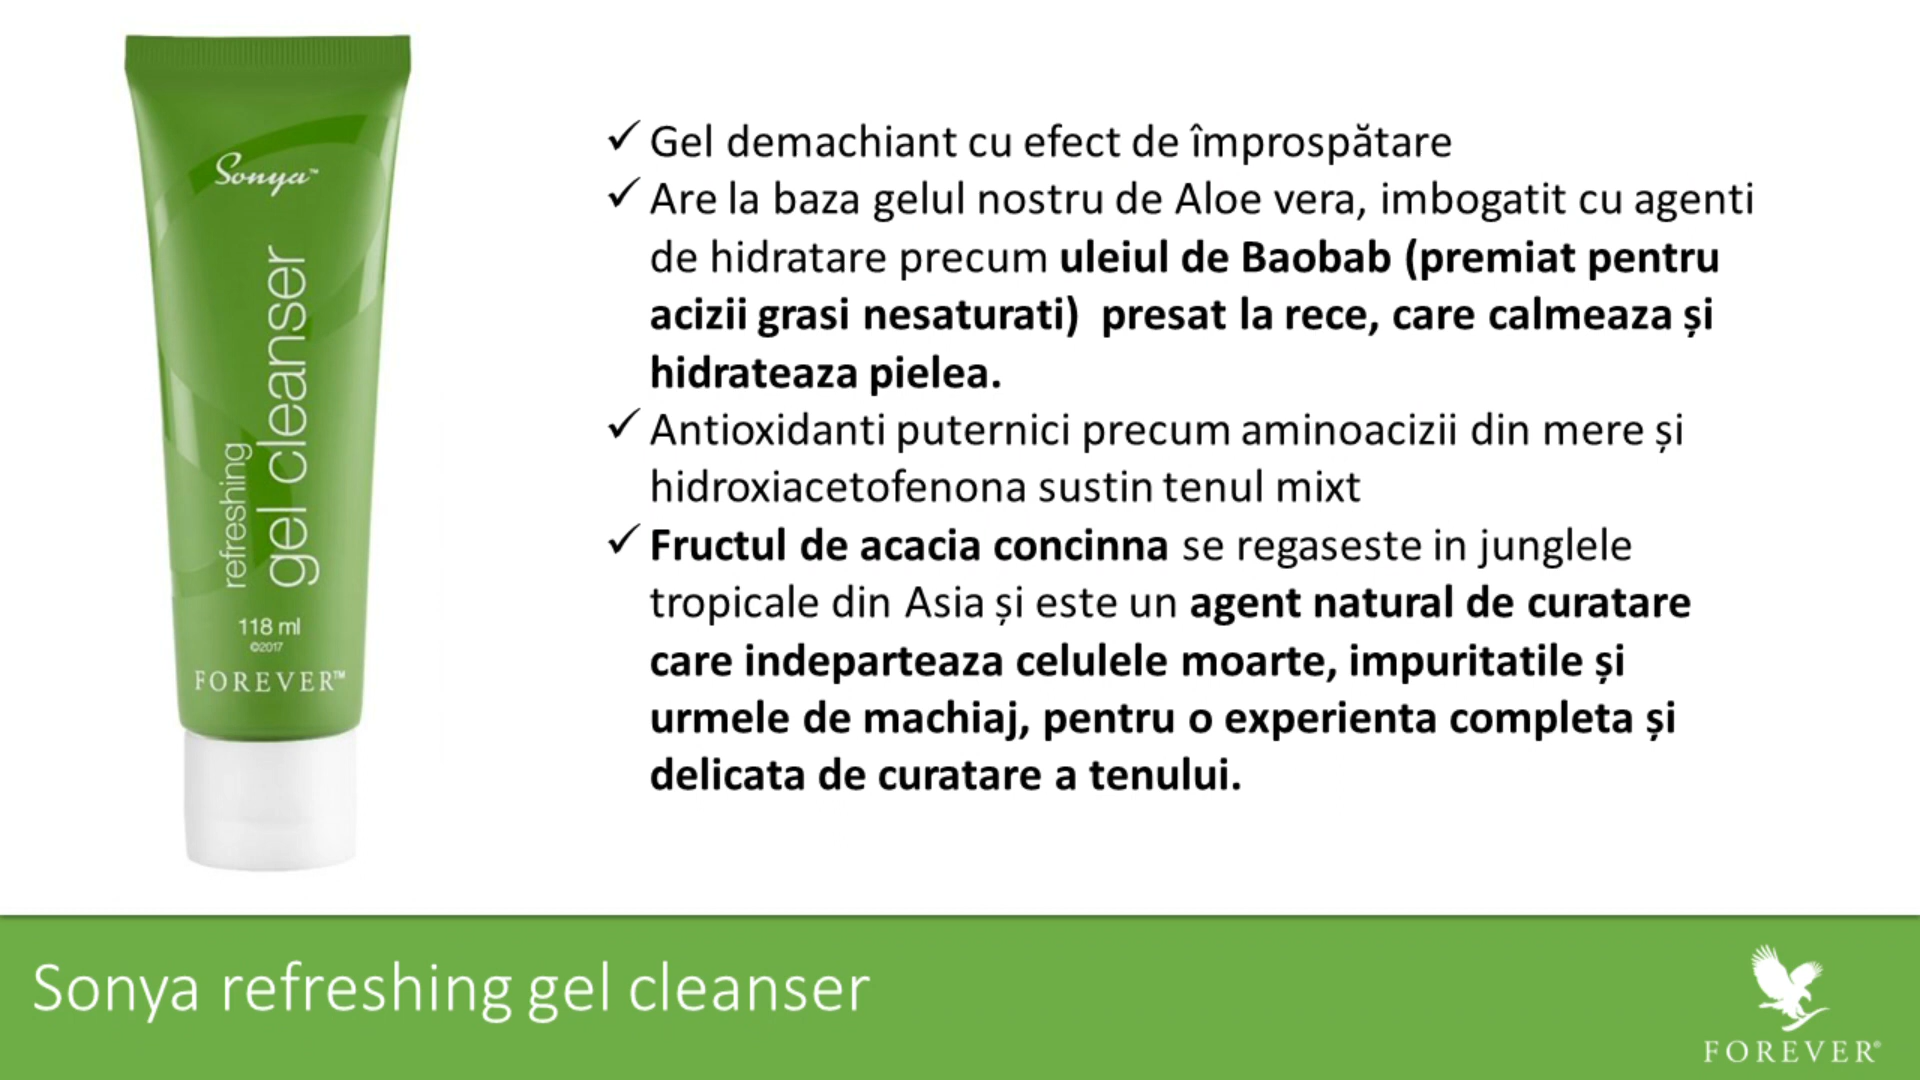 Sonya™
refreshing
gel cleanser
118 ml
©2017
FOREVER™
✓ Gel demachiant cu efect de împrospătare
✓ Are la baza gelul nostru de Aloe vera, imbogatit cu agenti
de hidratare precum uleiul de Baobab (premiat pentru
acizii grasi nesaturati)  presat la rece, care calmeaza și
hidrateaza pielea.
✓ Antioxidanti puternici precum aminoacizii din mere și
hidroxiacetofenona sustin tenul mixt
✓ Fructul de acacia concinna se regaseste in junglele
tropicale din Asia și este un agent natural de curatare
care indeparteaza celulele moarte, impuritatile și
urmele de machiaj, pentru o experienta completa și
delicata de curatare a tenului.
Sonya refreshing gel cleanser
FOREVER®